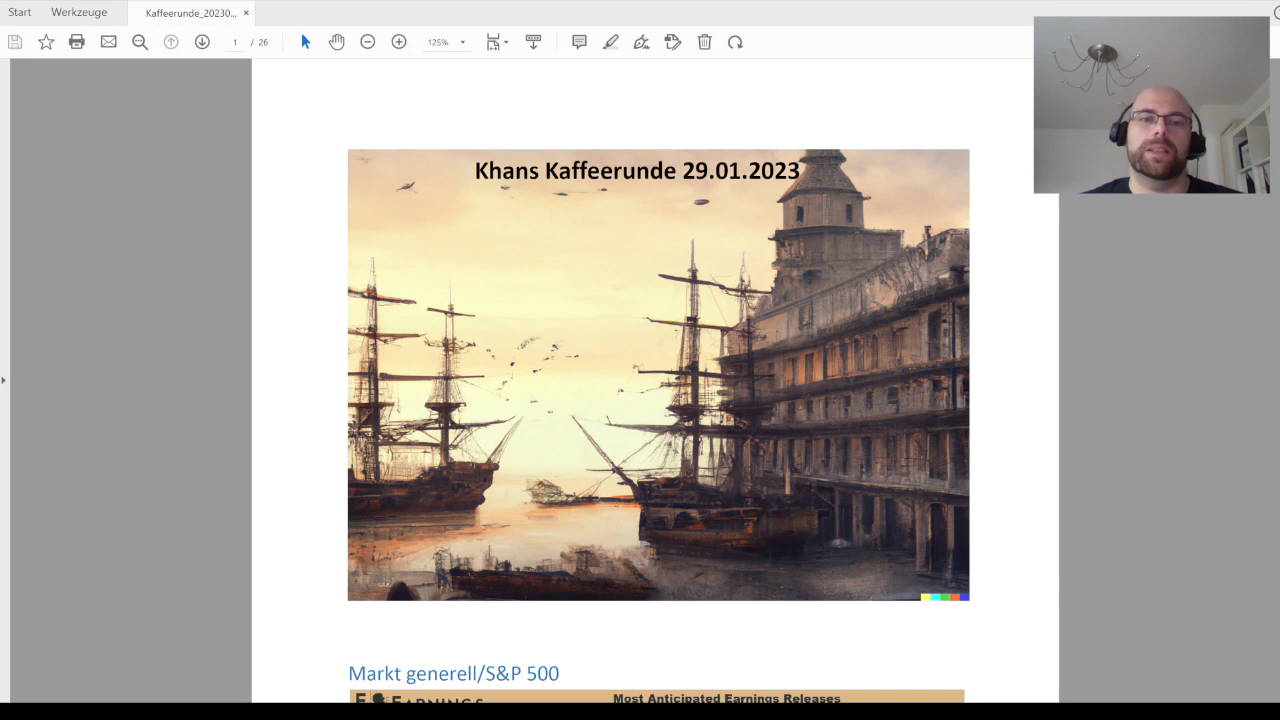 Start Werkzeuge Kaffeerunde_20230... ×
1 / 26 125%
Khans Kaffeerunde 29.01.2023
Markt generell/S&P 500
Most Anticipated Earnings Releases